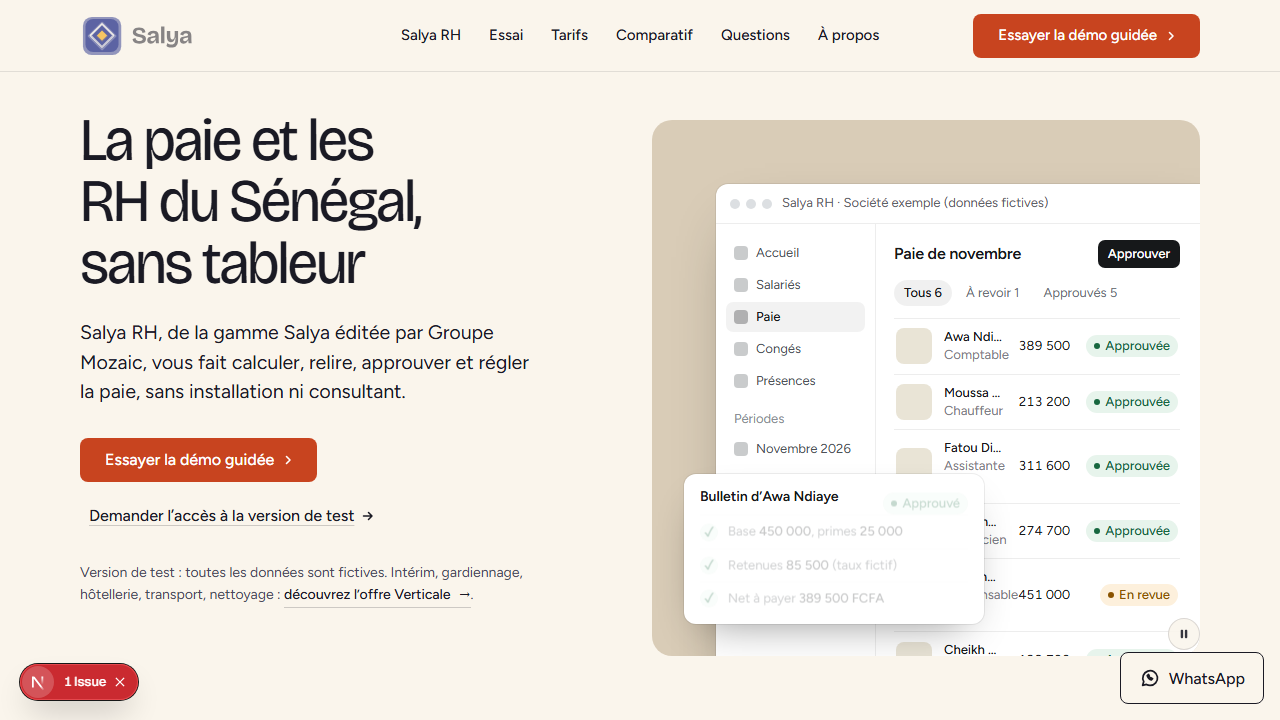 Salya
Salya RH
Essai
Tarifs
Comparatif
Questions
À propos
Essayer la démo guidée
La paie et les
RH du Sénégal,
sans tableur
Salya RH, de la gamme Salya éditée par Groupe
Mozaic, vous fait calculer, relire, approuver et régler
la paie, sans installation ni consultant.
Essayer la démo guidée
Demander l’accès à la version de test →
Version de test : toutes les données sont fictives. Intérim, gardiennage,
hôtellerie, transport, nettoyage : découvrez l’offre Verticale →.
Salya RH · Société exemple (données fictives)
Accueil
Salariés
Paie
Congés
Présences
Périodes
Novembre 2026
Paie de novembre
Approuver
Tous 6
À revoir 1
Approuvés 5
Awa Ndi...
Comptable
389 500
Approuvée
Moussa ...
Chauffeur
213 200
Approuvée
Fatou Di...
Assistante
311 600
Approuvée
274 700
Approuvée
451 000
En revue
Cheikh ...
Bulletin d’Awa Ndiaye
Approuvé
Base 450 000, primes 25 000
Retenues 85 500 (taux fictif)
Net à payer 389 500 FCFA
1 Issue
WhatsApp